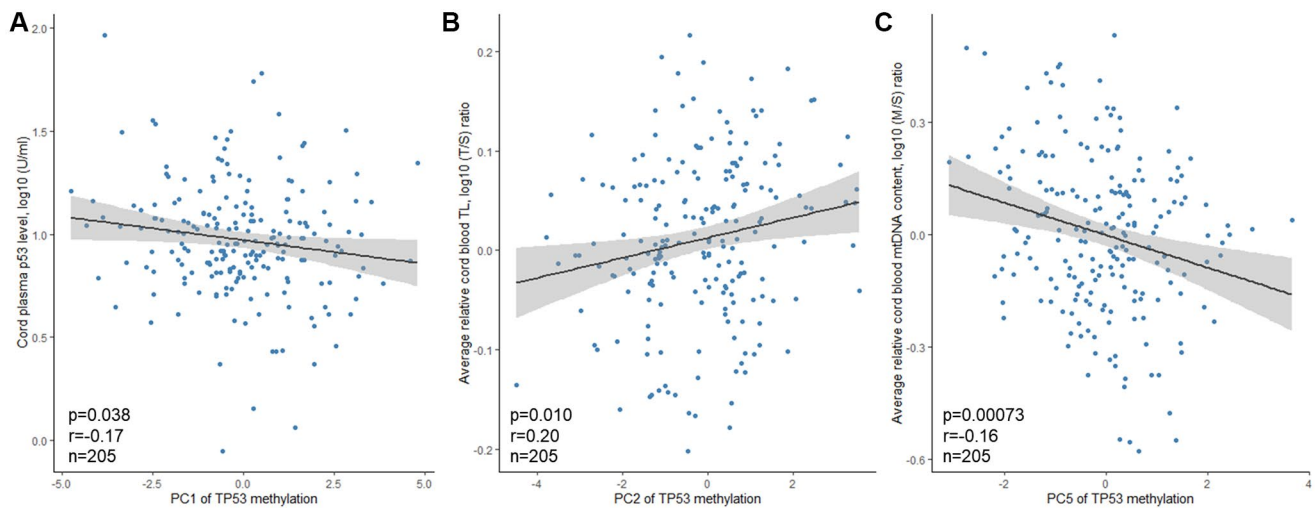 A
Cord plasma p53 level, log10 (U/ml)
2.0
1.5
1.0
0.5
0.0
p=0.038
r=-0.17
n=205
-5.0 -2.5 0.0 2.5 5.0
PC1 of TP53 methylation
B
Average relative cord blood TL, log10 (T/S) ratio
0.2
0.1
0.0
-0.1
-0.2
p=0.010
r=0.20
n=205
-4 -2 0 2
PC2 of TP53 methylation
C
Average relative cord blood mtDNA content, log10 (M/S) ratio
0.3
0.0
-0.3
-0.6
p=0.00073
r=-0.16
n=205
-2 0 2 4
PC5 of TP53 methylation